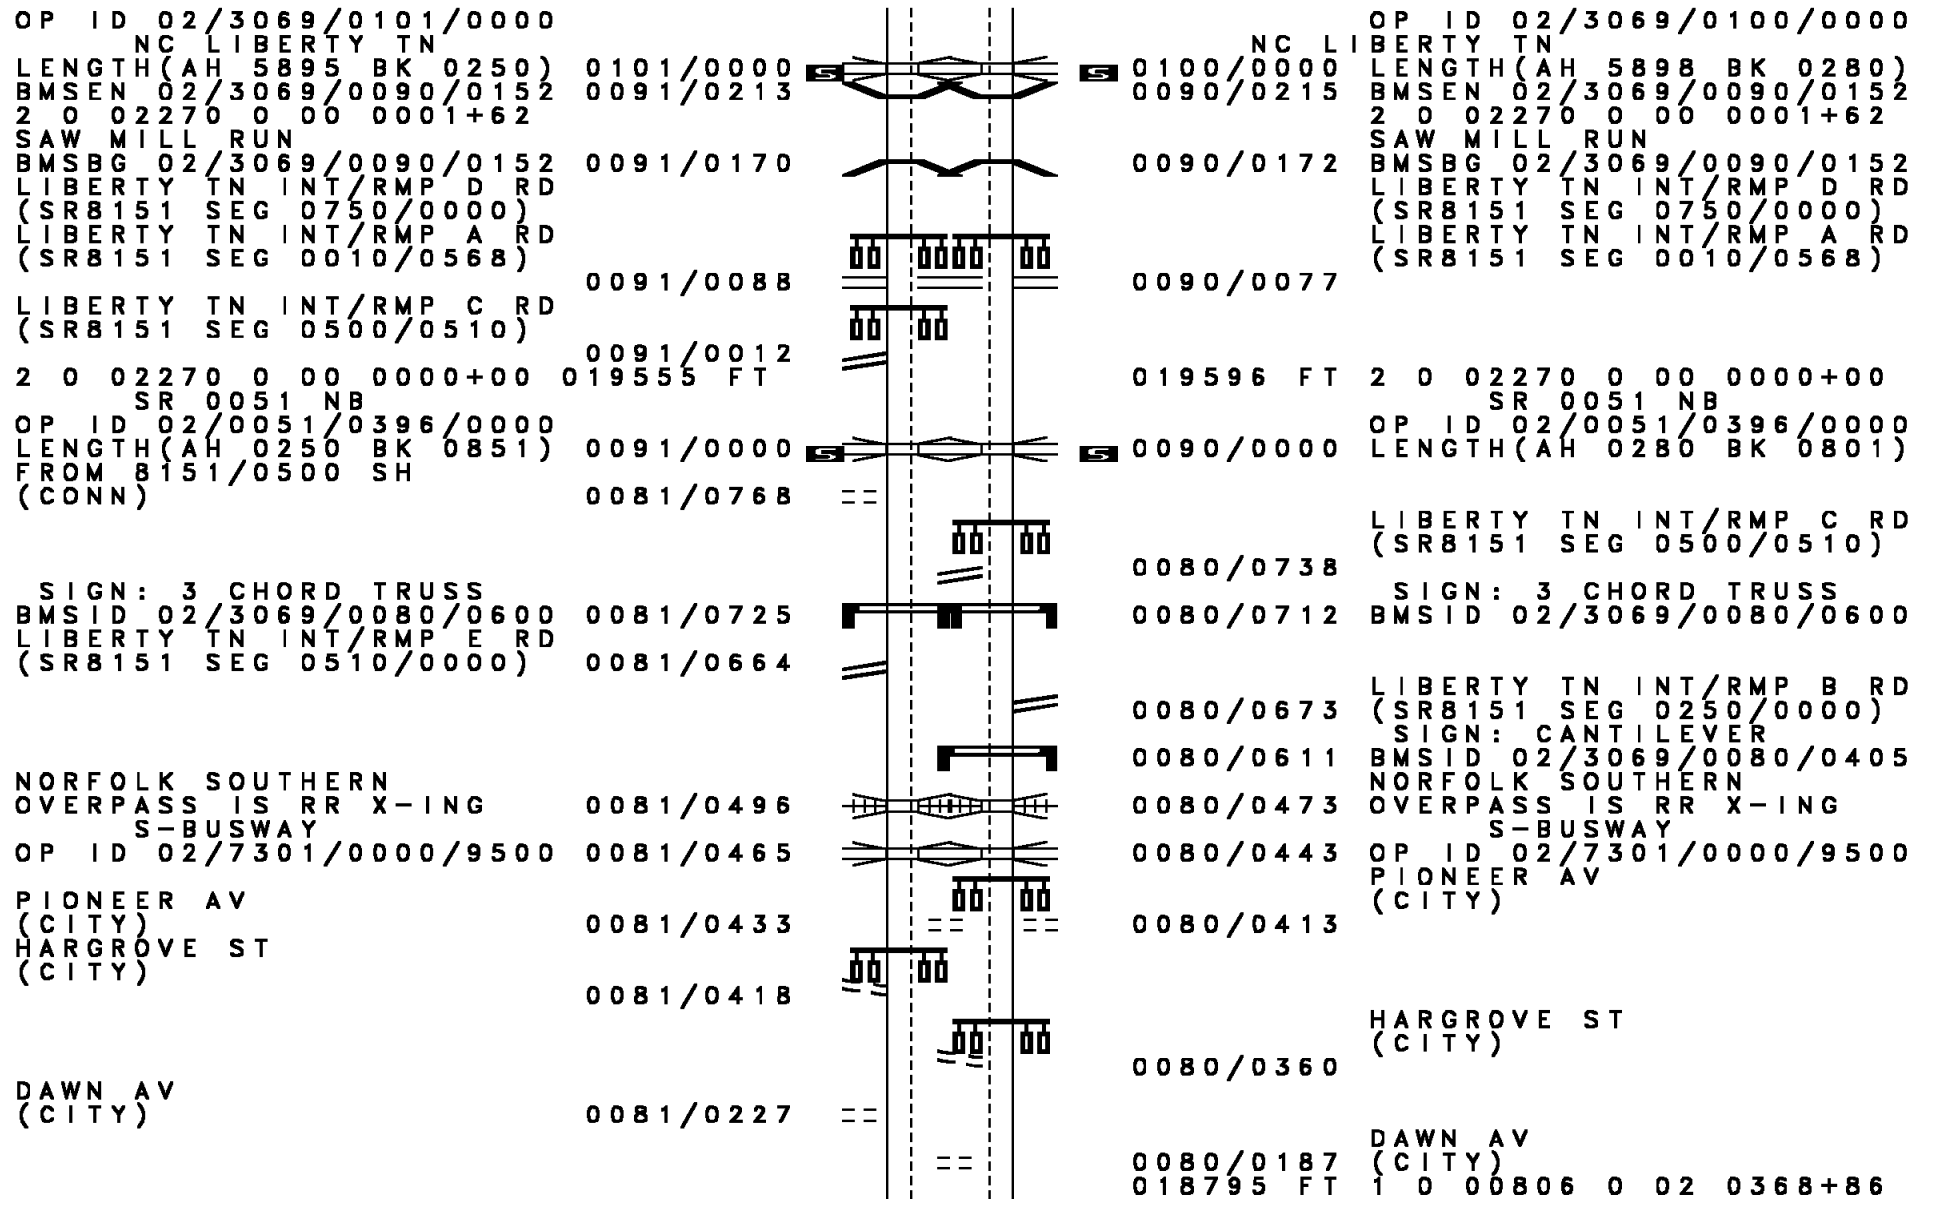 OP ID 02/3069/0101/0000 OP ID 02/3069/0100/0000
NC LIBERTY TN NC LIBERTY TN
LENGTH(AH 5895 BK 0250) 0101/0000 S S 0100/0000 LENGTH(AH 5898 BK 0280)
BMSEN 02/3069/0090/0152 0091/0213 0090/0215 BMSEN 02/3069/0090/0152
2 0 02270 0 00 0001+62 2 0 02270 0 00 0001+62
SAW MILL RUN SAW MILL RUN
BMSBG 02/3069/0090/0152 0091/0170 0090/0172 BMSBG 02/3069/0090/0152
LIBERTY TN INT/RMP D RD LIBERTY TN INT/RMP D RD
(SR8151 SEG 0750/0000) (SR8151 SEG 0750/0000)
LIBERTY TN INT/RMP A RD LIBERTY TN INT/RMP A RD
(SR8151 SEG 0010/0568) (SR8151 SEG 0010/0568)
0091/0088 0090/0077
LIBERTY TN INT/RMP C RD
(SR8151 SEG 0500/0510)
0091/0012
2 0 02270 0 00 0000+00 019555 FT 019596 FT 2 0 02270 0 00 0000+00
SR 0051 NB SR 0051 NB
OP ID 02/0051/0396/0000 OP ID 02/0051/0396/0000
LENGTH(AH 0250 BK 0851) 0091/0000 S S 0090/0000 LENGTH(AH 0280 BK 0801)
FROM 8151/0500 SH
(CONN) 0081/0768
LIBERTY TN INT/RMP C RD
(SR8151 SEG 0500/0510)
0080/0738
SIGN: 3 CHORD TRUSS SIGN: 3 CHORD TRUSS
BMSID 02/3069/0080/0600 0081/0725 0080/0712 BMSID 02/3069/0080/0600
LIBERTY TN INT/RMP E RD
(SR8151 SEG 0510/0000) 0081/0664
LIBERTY TN INT/RMP B RD
0080/0673 (SR8151 SEG 0250/0000)
SIGN: CANTILEVER
0080/0611 BMSID 02/3069/0080/0405
NORFOLK SOUTHERN NORFOLK SOUTHERN
OVERPASS IS RR X-ING 0081/0496 0080/0473 OVERPASS IS RR X-ING
S-BUSWAY S-BUSWAY
OP ID 02/7301/0000/9500 0081/0465 0080/0443 OP ID 02/7301/0000/9500
PIONEER AV
PIONEER AV (CITY)
(CITY) 0081/0433 0080/0413
HARGROVE ST
(CITY)
0081/0418
HARGROVE ST
(CITY)
0080/0360
DAWN AV
(CITY) 0081/0227
DAWN AV
0080/0187 (CITY)
018795 FT 1 0 00806 0 02 0368+86